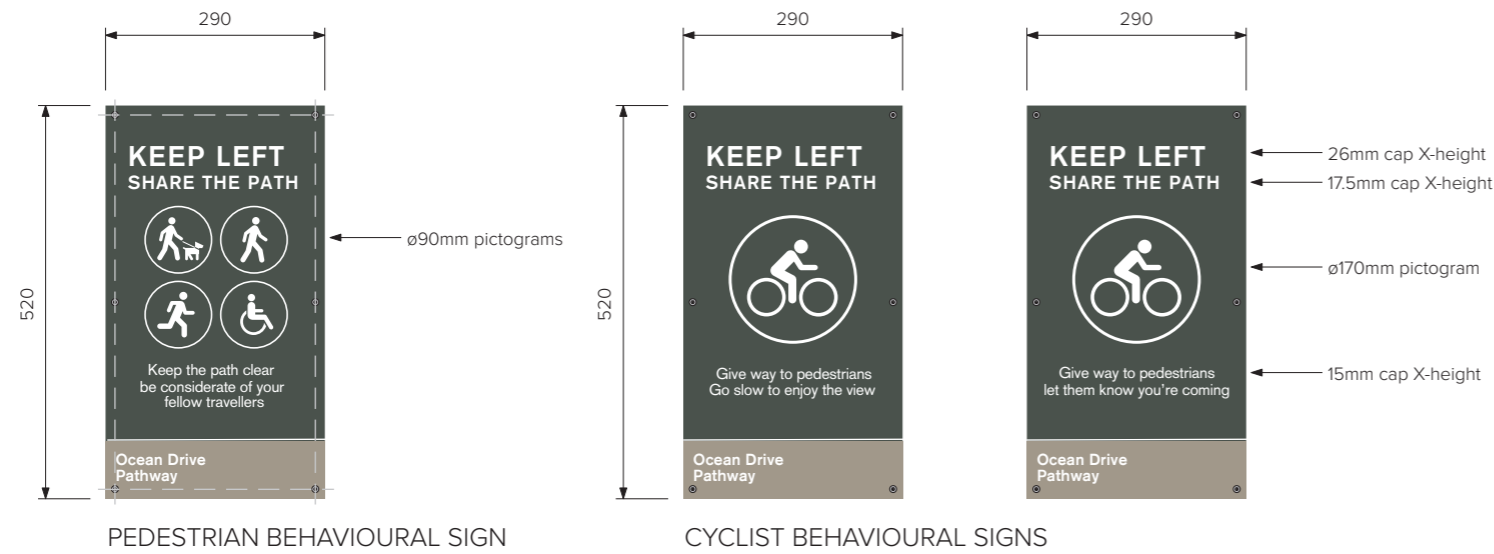 290
290
290
520
KEEP LEFT
SHARE THE PATH
Keep the path clear
be considerate of your
fellow travellers
Ocean Drive
Pathway
ø90mm pictograms
520
KEEP LEFT
SHARE THE PATH
Give way to pedestrians
Go slow to enjoy the view
Ocean Drive
Pathway
KEEP LEFT
SHARE THE PATH
Give way to pedestrians
let them know you're coming
Ocean Drive
Pathway
26mm cap X-height
17.5mm cap X-height
ø170mm pictogram
15mm cap X-height
PEDESTRIAN BEHAVIOURAL SIGN
CYCLIST BEHAVIOURAL SIGNS